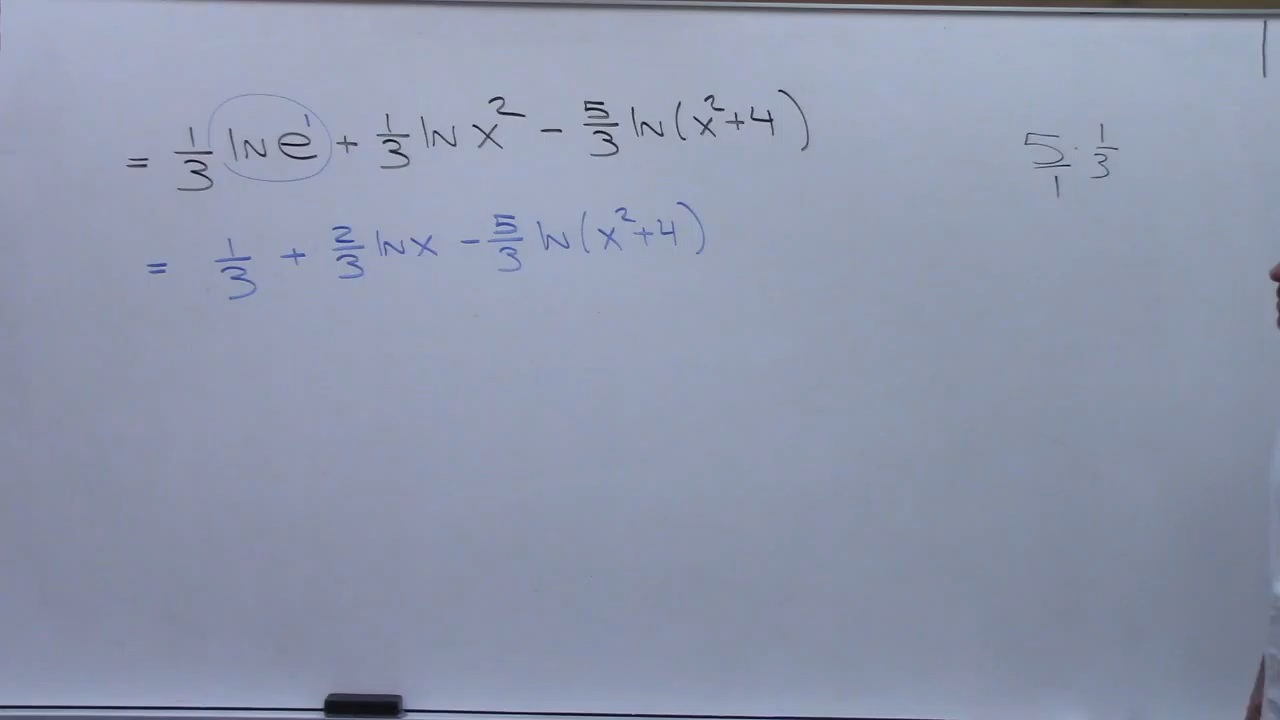 = 1/3 ln e¹ + 1/3 ln x² - 5/3 ln(x²+4)
5/1 · 1/3
= 1/3 + 2/3 ln x - 5/3 ln(x²+4)